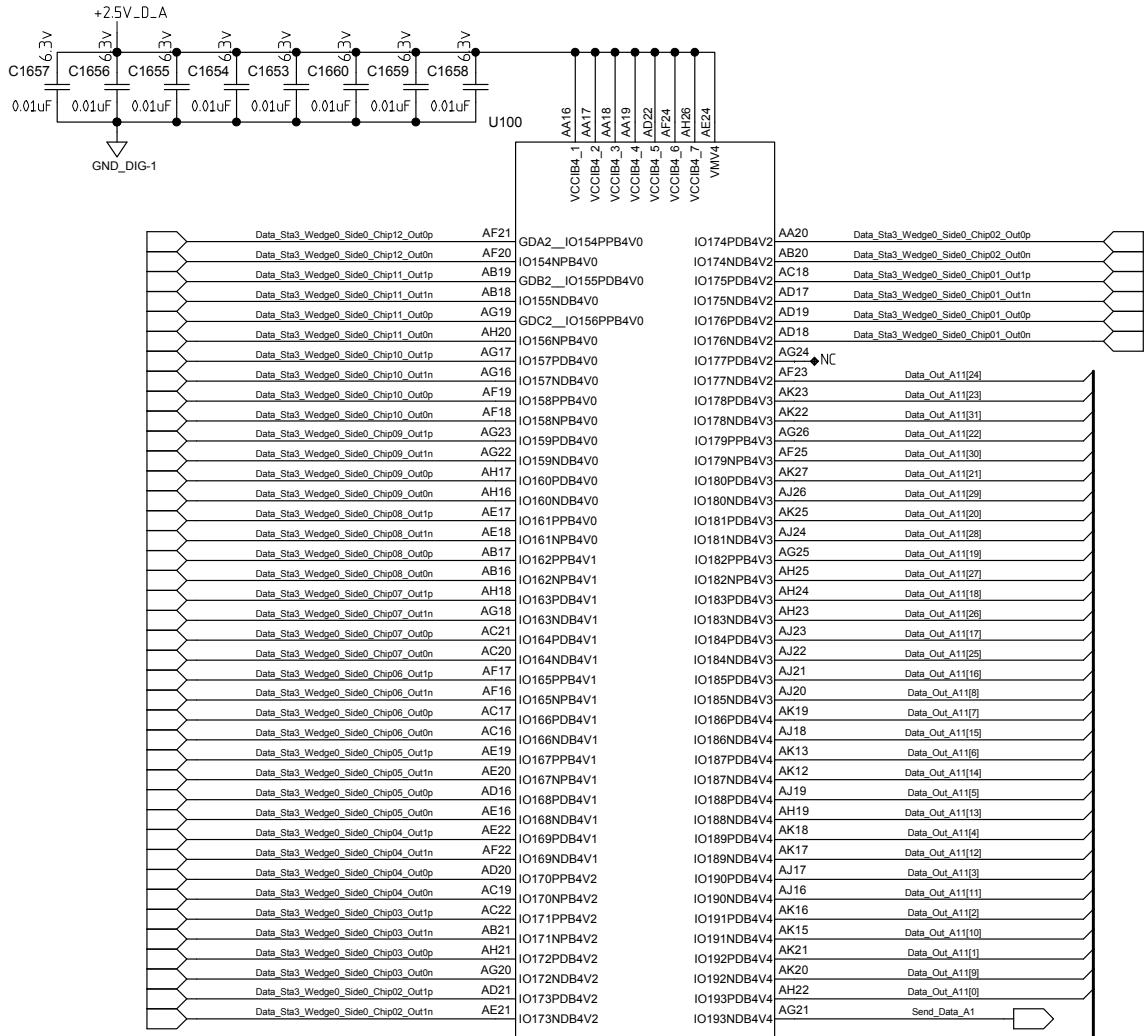 +2.5V_D_A
6.3v 6.3v 6.3v 6.3v 6.3v 6.3v 6.3v 6.3v
C1657 C1656 C1655 C1654 C1653 C1660 C1659 C1658
0.01uF 0.01uF 0.01uF 0.01uF 0.01uF 0.01uF 0.01uF 0.01uF
GND_DIG-1
U100
AA16 AA17 AA18 AA19 AD22 AF24 AH26 AE24
VCCIB4_1 VCCIB4_2 VCCIB4_3 VCCIB4_4 VCCIB4_5 VCCIB4_6 VCCIB4_7 VMV4
Data_Sta3_Wedge0_Side0_Chip12_Out0p AF21 GDA2__IO154PPB4V0 IO174PDB4V2 AA20 Data_Sta3_Wedge0_Side0_Chip02_Out0p
Data_Sta3_Wedge0_Side0_Chip12_Out0n AF20 IO154NPB4V0 IO174NDB4V2 AB20 Data_Sta3_Wedge0_Side0_Chip02_Out0n
Data_Sta3_Wedge0_Side0_Chip11_Out1p AB19 GDB2__IO155PDB4V0 IO175PDB4V2 AC18 Data_Sta3_Wedge0_Side0_Chip01_Out1p
Data_Sta3_Wedge0_Side0_Chip11_Out1n AB18 IO155NDB4V0 IO175NDB4V2 AD17 Data_Sta3_Wedge0_Side0_Chip01_Out1n
Data_Sta3_Wedge0_Side0_Chip11_Out0p AG19 GDC2__IO156PPB4V0 IO176PDB4V2 AD19 Data_Sta3_Wedge0_Side0_Chip01_Out0p
Data_Sta3_Wedge0_Side0_Chip11_Out0n AH20 IO156NPB4V0 IO176NDB4V2 AD18 Data_Sta3_Wedge0_Side0_Chip01_Out0n
Data_Sta3_Wedge0_Side0_Chip10_Out1p AG17 IO157PDB4V0 IO177PDB4V2 AG24 NC
Data_Sta3_Wedge0_Side0_Chip10_Out1n AG16 IO157NDB4V0 IO177NDB4V2 AF23 Data_Out_A11[24]
Data_Sta3_Wedge0_Side0_Chip10_Out0p AF19 IO158PPB4V0 IO178PDB4V3 AK23 Data_Out_A11[23]
Data_Sta3_Wedge0_Side0_Chip10_Out0n AF18 IO158NPB4V0 IO178NDB4V3 AK22 Data_Out_A11[31]
Data_Sta3_Wedge0_Side0_Chip09_Out1p AG23 IO159PDB4V0 IO179PPB4V3 AG26 Data_Out_A11[22]
Data_Sta3_Wedge0_Side0_Chip09_Out1n AG22 IO159NDB4V0 IO179NPB4V3 AF25 Data_Out_A11[30]
Data_Sta3_Wedge0_Side0_Chip09_Out0p AH17 IO160PDB4V0 IO180PDB4V3 AK27 Data_Out_A11[21]
Data_Sta3_Wedge0_Side0_Chip09_Out0n AH16 IO160NDB4V0 IO180NDB4V3 AJ26 Data_Out_A11[29]
Data_Sta3_Wedge0_Side0_Chip08_Out1p AE17 IO161PPB4V0 IO181PDB4V3 AK25 Data_Out_A11[20]
Data_Sta3_Wedge0_Side0_Chip08_Out1n AE18 IO161NPB4V0 IO181NDB4V3 AJ24 Data_Out_A11[28]
Data_Sta3_Wedge0_Side0_Chip08_Out0p AB17 IO162PPB4V1 IO182PPB4V3 AG25 Data_Out_A11[19]
Data_Sta3_Wedge0_Side0_Chip08_Out0n AB16 IO162NPB4V1 IO182NPB4V3 AH25 Data_Out_A11[27]
Data_Sta3_Wedge0_Side0_Chip07_Out1p AH18 IO163PDB4V1 IO183PDB4V3 AH24 Data_Out_A11[18]
Data_Sta3_Wedge0_Side0_Chip07_Out1n AG18 IO163NDB4V1 IO183NDB4V3 AH23 Data_Out_A11[26]
Data_Sta3_Wedge0_Side0_Chip07_Out0p AC21 IO164PDB4V1 IO184PDB4V3 AJ23 Data_Out_A11[17]
Data_Sta3_Wedge0_Side0_Chip07_Out0n AC20 IO164NDB4V1 IO184NDB4V3 AJ22 Data_Out_A11[25]
Data_Sta3_Wedge0_Side0_Chip06_Out1p AF17 IO165PPB4V1 IO185PDB4V3 AJ21 Data_Out_A11[16]
Data_Sta3_Wedge0_Side0_Chip06_Out1n AF16 IO165NPB4V1 IO185NDB4V3 AJ20 Data_Out_A11[8]
Data_Sta3_Wedge0_Side0_Chip06_Out0p AC17 IO166PDB4V1 IO186PDB4V4 AK19 Data_Out_A11[7]
Data_Sta3_Wedge0_Side0_Chip06_Out0n AC16 IO166NDB4V1 IO186NDB4V4 AJ18 Data_Out_A11[15]
Data_Sta3_Wedge0_Side0_Chip05_Out1p AE19 IO167PPB4V1 IO187PDB4V4 AK13 Data_Out_A11[6]
Data_Sta3_Wedge0_Side0_Chip05_Out1n AE20 IO167NPB4V1 IO187NDB4V4 AK12 Data_Out_A11[14]
Data_Sta3_Wedge0_Side0_Chip05_Out0p AD16 IO168PDB4V1 IO188PDB4V4 AJ19 Data_Out_A11[5]
Data_Sta3_Wedge0_Side0_Chip05_Out0n AE16 IO168NDB4V1 IO188NDB4V4 AH19 Data_Out_A11[13]
Data_Sta3_Wedge0_Side0_Chip04_Out1p AE22 IO169PDB4V1 IO189PDB4V4 AK18 Data_Out_A11[4]
Data_Sta3_Wedge0_Side0_Chip04_Out1n AF22 IO169NDB4V1 IO189NDB4V4 AK17 Data_Out_A11[12]
Data_Sta3_Wedge0_Side0_Chip04_Out0p AD20 IO170PPB4V2 IO190PDB4V4 AJ17 Data_Out_A11[3]
Data_Sta3_Wedge0_Side0_Chip04_Out0n AC19 IO170NPB4V2 IO190NDB4V4 AJ16 Data_Out_A11[11]
Data_Sta3_Wedge0_Side0_Chip03_Out1p AC22 IO171PPB4V2 IO191PDB4V4 AK16 Data_Out_A11[2]
Data_Sta3_Wedge0_Side0_Chip03_Out1n AB21 IO171NPB4V2 IO191NDB4V4 AK15 Data_Out_A11[10]
Data_Sta3_Wedge0_Side0_Chip03_Out0p AH21 IO172PDB4V2 IO192PDB4V4 AK21 Data_Out_A11[1]
Data_Sta3_Wedge0_Side0_Chip03_Out0n AG20 IO172NDB4V2 IO192NDB4V4 AK20 Data_Out_A11[9]
Data_Sta3_Wedge0_Side0_Chip02_Out1p AD21 IO173PDB4V2 IO193PDB4V4 AH22 Data_Out_A11[0]
Data_Sta3_Wedge0_Side0_Chip02_Out1n AE21 IO173NDB4V2 IO193NDB4V4 AG21 Send_Data_A1